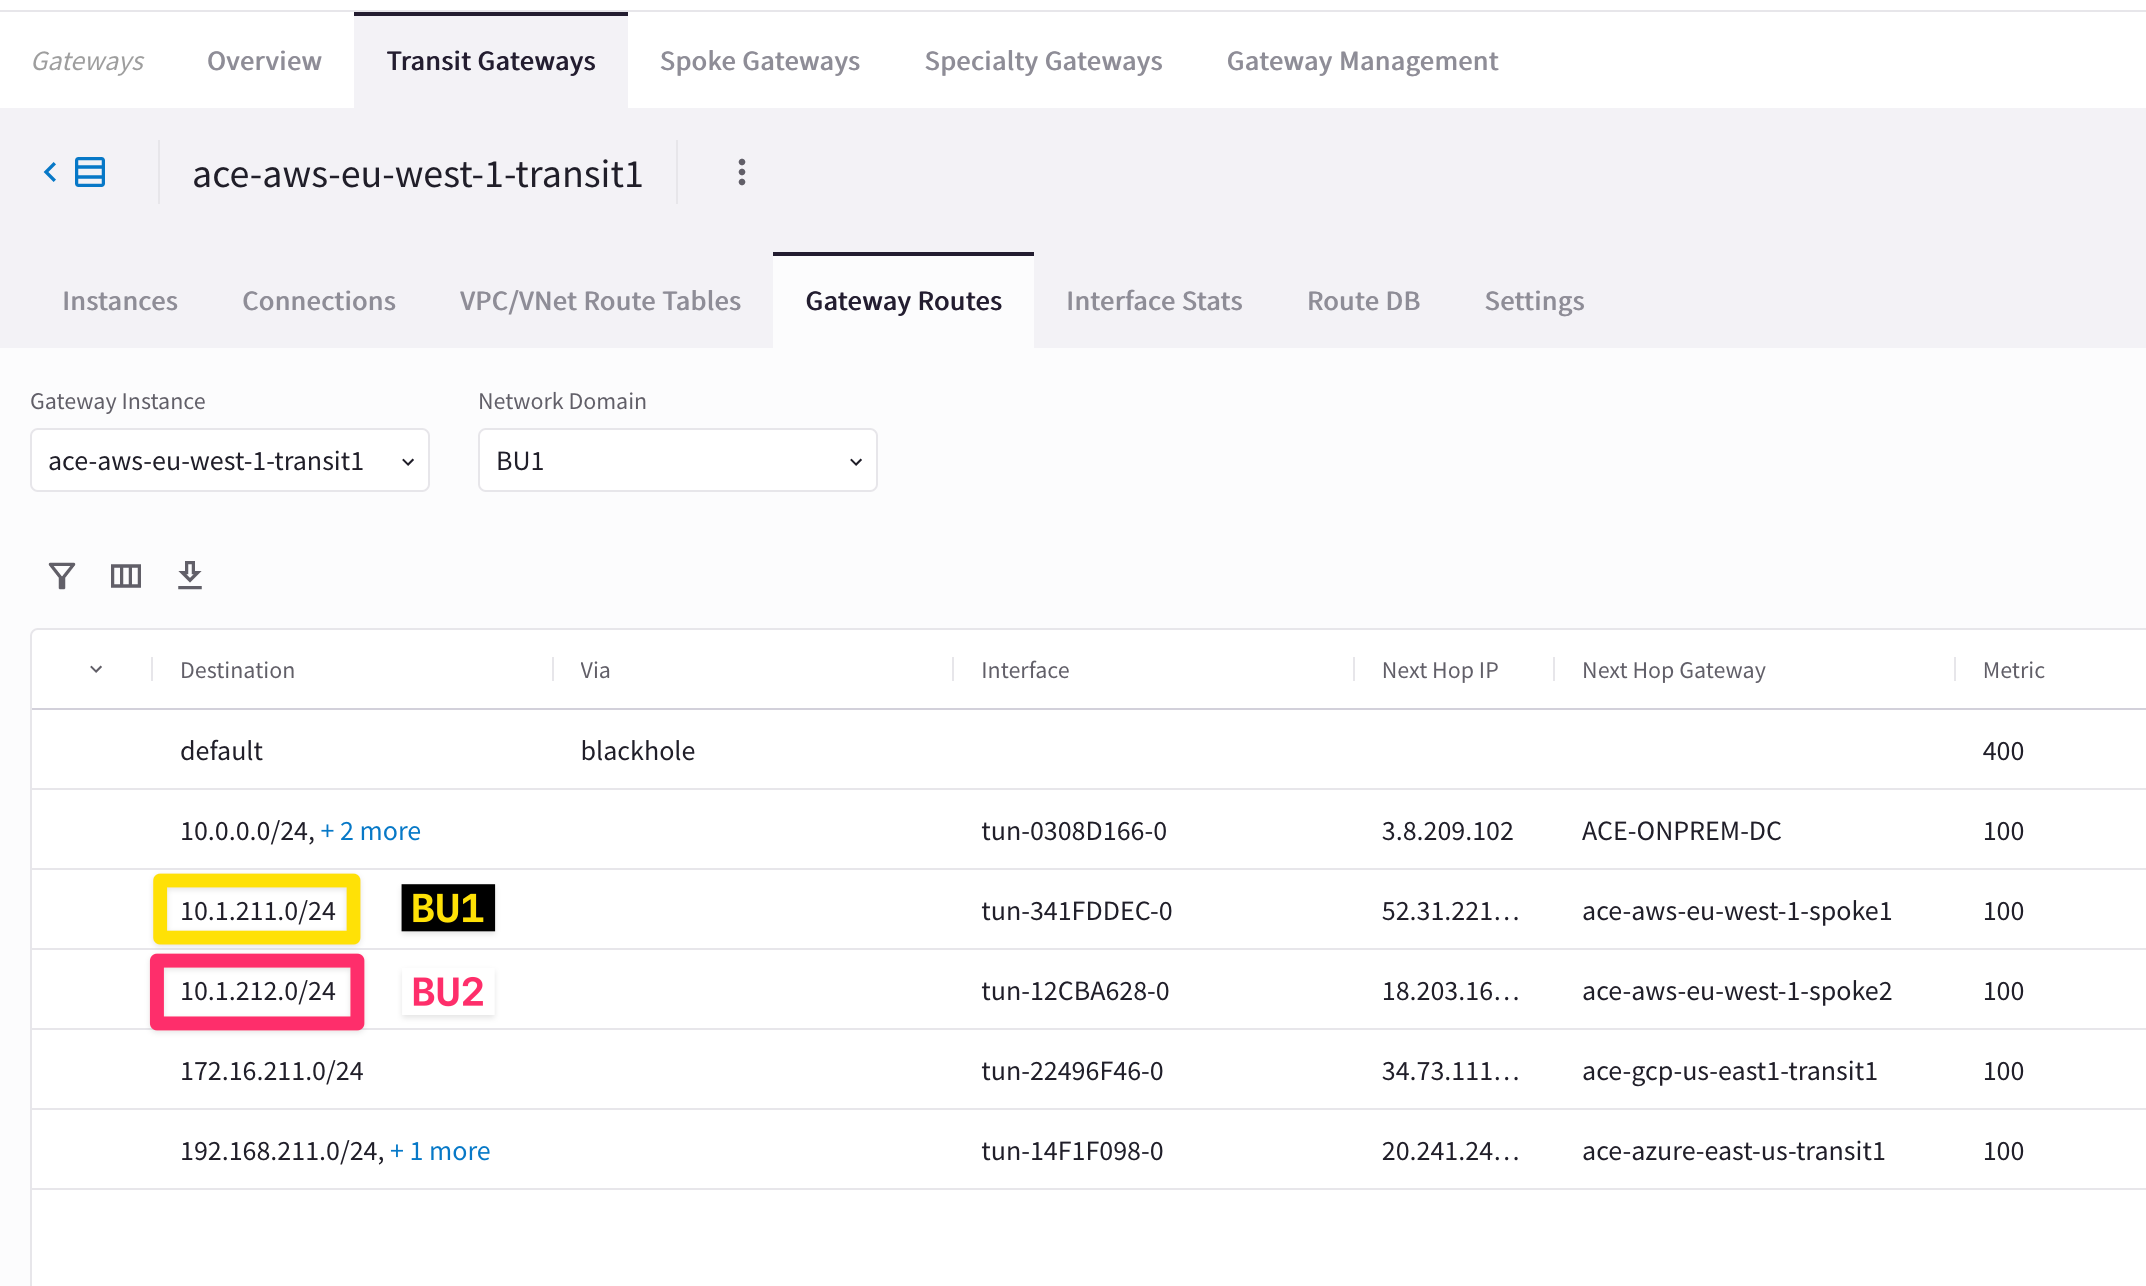 Gateways Overview Transit Gateways Spoke Gateways Specialty Gateways Gateway Management
ace-aws-eu-west-1-transit1
Instances Connections VPC/VNet Route Tables Gateway Routes Interface Stats Route DB Settings
Gateway Instance Network Domain
ace-aws-eu-west-1-transit1 BU1
Destination Via Interface Next Hop IP Next Hop Gateway Metric
default blackhole 400
10.0.0.0/24, + 2 more tun-0308D166-0 3.8.209.102 ACE-ONPREM-DC 100
10.1.211.0/24 BU1 tun-341FDDEC-0 52.31.221... ace-aws-eu-west-1-spoke1 100
10.1.212.0/24 BU2 tun-12CBA628-0 18.203.16... ace-aws-eu-west-1-spoke2 100
172.16.211.0/24 tun-22496F46-0 34.73.111... ace-gcp-us-east1-transit1 100
192.168.211.0/24, + 1 more tun-14F1F098-0 20.241.24... ace-azure-east-us-transit1 100